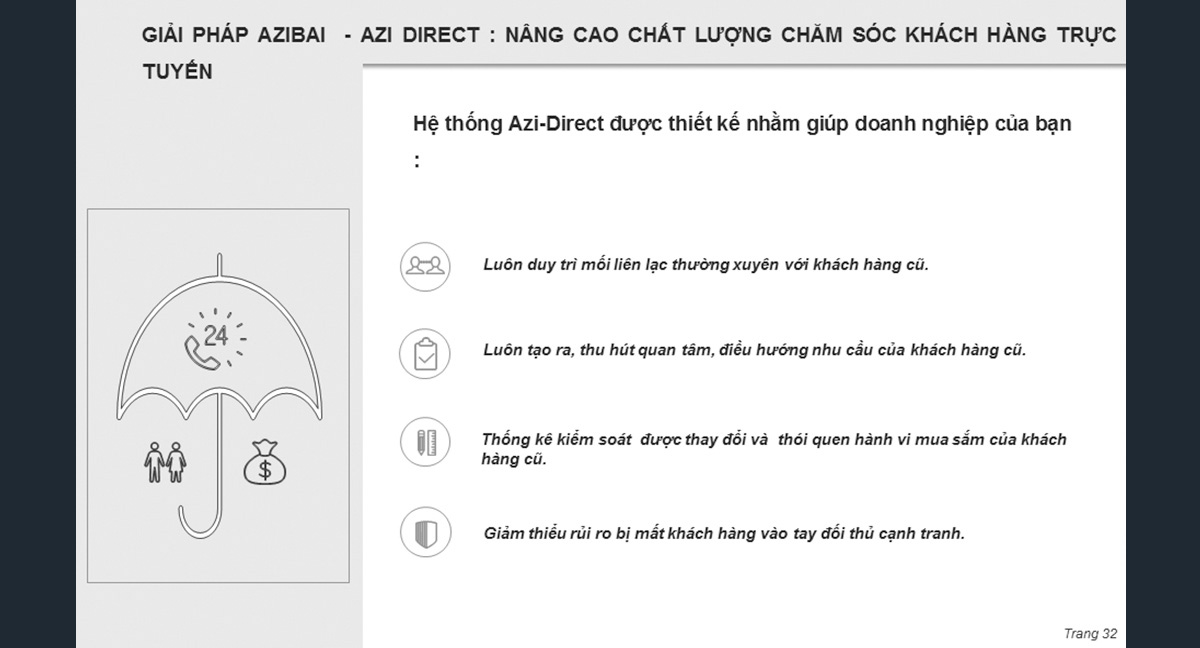 GIẢI PHÁP AZIBAI - AZI DIRECT : NÂNG CAO CHẤT LƯỢNG CHĂM SÓC KHÁCH HÀNG TRỰC
TUYẾN
Hệ thống Azi-Direct được thiết kế nhằm giúp doanh nghiệp của bạn
:
24
$
Luôn duy trì mối liên lạc thường xuyên với khách hàng cũ.
Luôn tạo ra, thu hút quan tâm, điều hướng nhu cầu của khách hàng cũ.
Thống kê kiểm soát được thay đổi và thói quen hành vi mua sắm của khách
hàng cũ.
Giảm thiểu rủi ro bị mất khách hàng vào tay đối thủ cạnh tranh.
Trang 32